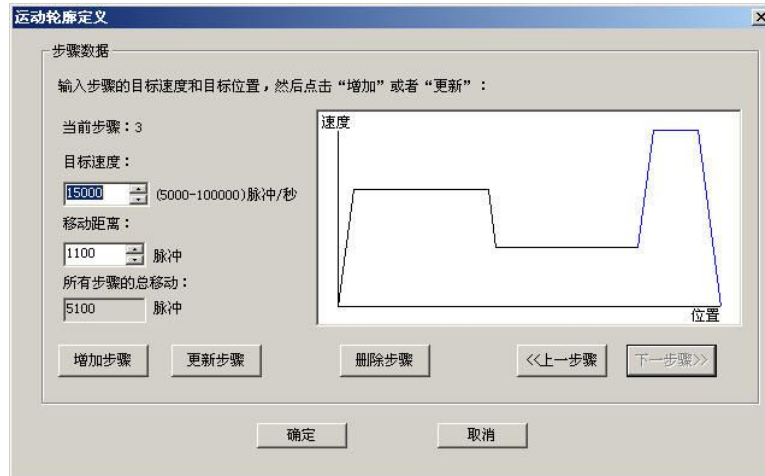 运动轮廓定义
步骤数据
输入步骤的目标速度和目标位置，然后点击“增加”或者“更新”：
当前步骤：3
目标速度：
15000 (5000-100000)脉冲/秒
移动距离：
1100 脉冲
所有步骤的总移动：
5100 脉冲
速度
位置
增加步骤 更新步骤 删除步骤 <<上一步骤 下一步骤>>
确定 取消